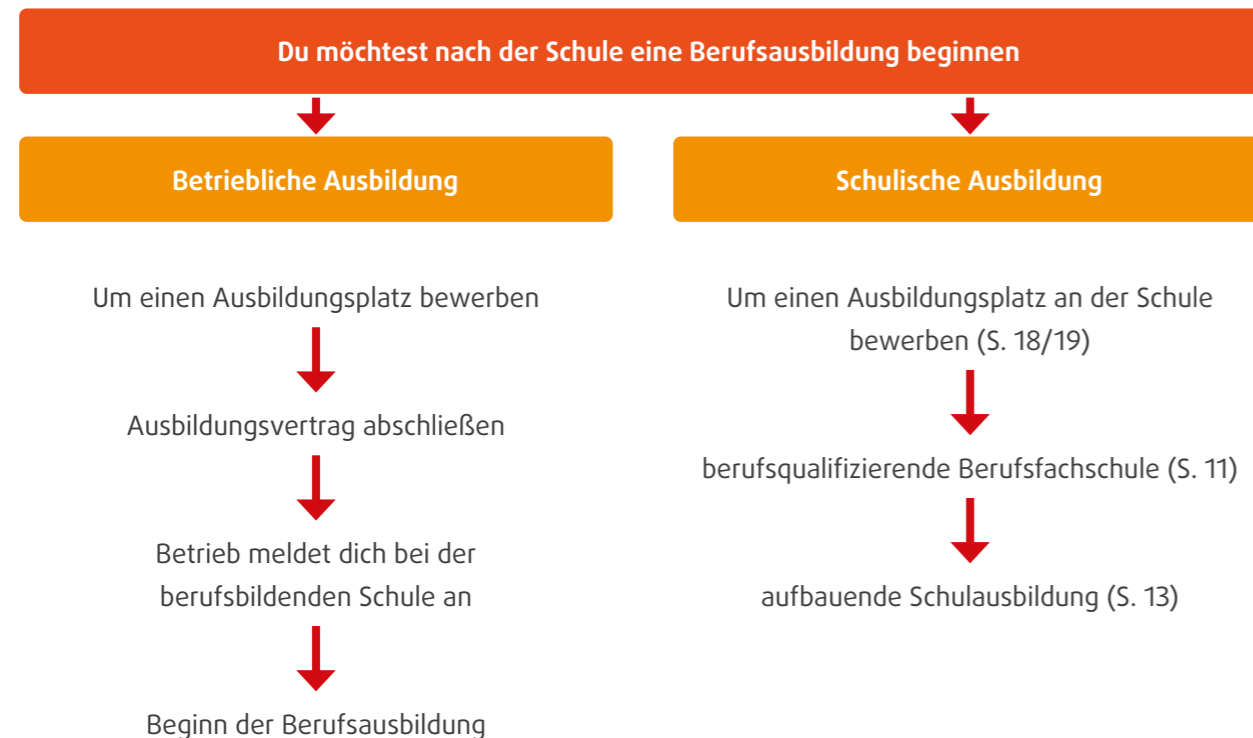 Du möchtest nach der Schule eine Berufsausbildung beginnen
Betriebliche Ausbildung
Um einen Ausbildungsplatz bewerben
Ausbildungsvertrag abschließen
Betrieb meldet dich bei der
berufsbildenden Schule an
Beginn der Berufsausbildung
Schulische Ausbildung
Um einen Ausbildungsplatz an der Schule
bewerben (S. 18/19)
berufsqualifizierende Berufsfachschule (S. 11)
aufbauende Schulausbildung (S. 13)